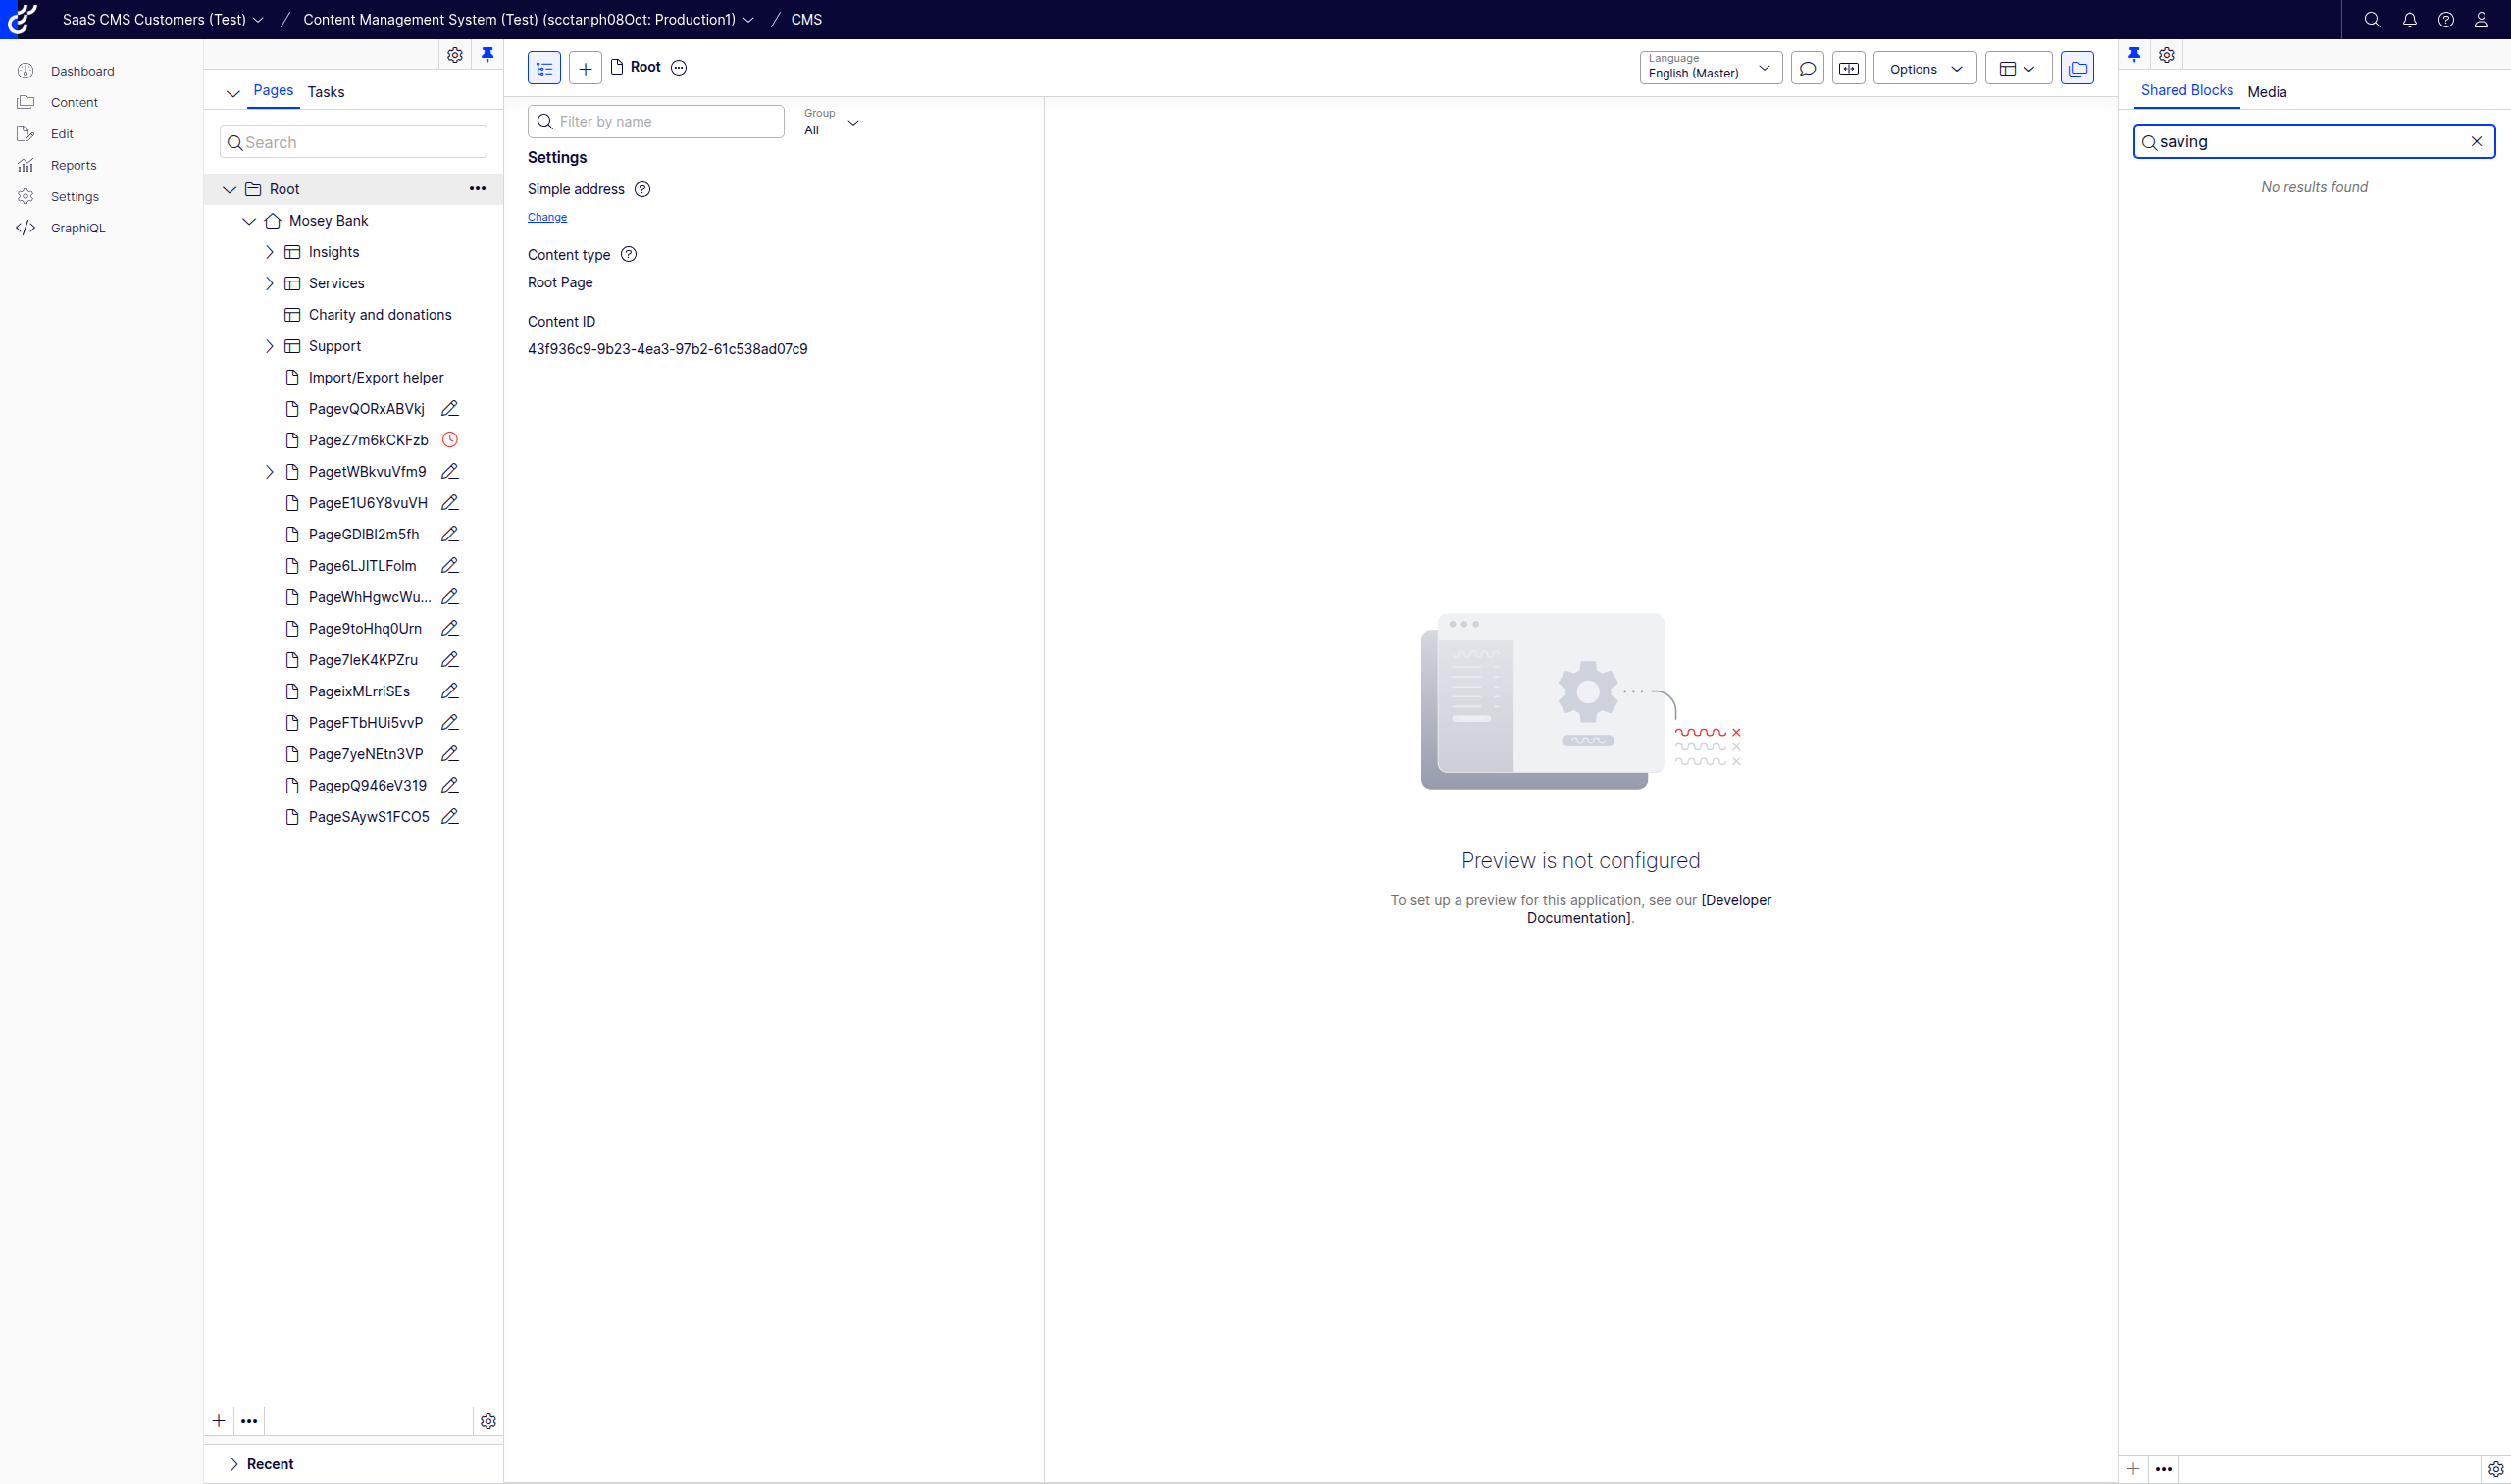 SaaS CMS Customers (Test) / Content Management System (Test) (scctanph08Oct: Production1) / CMS
Dashboard
Content
Edit
Reports
Settings
GraphiQL
Pages Tasks
Search
Root
Mosey Bank
Insights
Services
Charity and donations
Support
Import/Export helper
PagevQORxABVkj
PageZ7m6kCKFzb
PagetWBkvuVfm9
PageE1U6Y8vuVH
PageGDIBI2m5fh
Page6LJITLFolm
PageWhHgwcWu...
Page9toHhq0Urn
Page7IeK4KPZru
PageixMLrriSEs
PageFTbHUi5vvP
Page7yeNEtn3VP
PagepQ946eV319
PageSAywS1FCO5
Recent
Root
Language
English (Master)
Options
Filter by name
Group
All
Settings
Simple address
Change
Content type
Root Page
Content ID
43f936c9-9b23-4ea3-97b2-61c538ad07c9
Preview is not configured
To set up a preview for this application, see our [Developer
Documentation].
Shared Blocks Media
saving
No results found